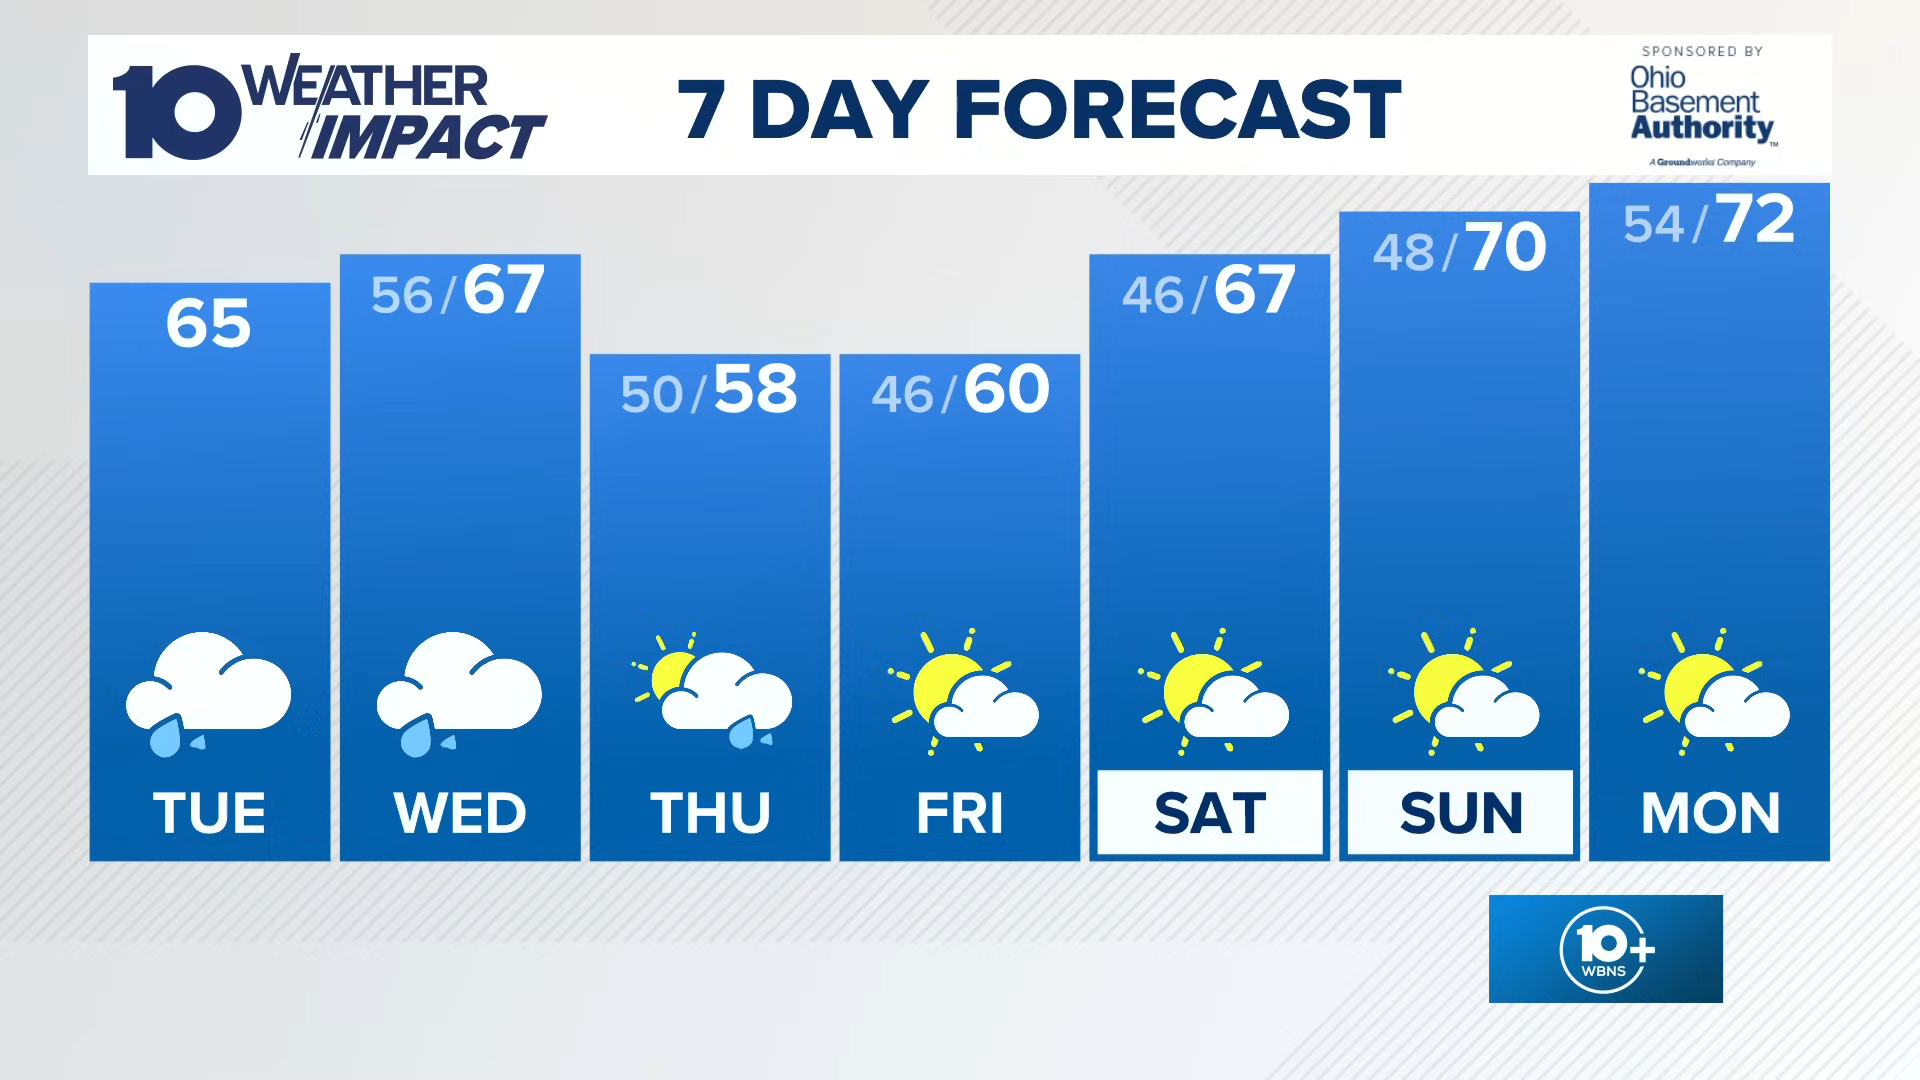 10 WEATHER IMPACT
7 DAY FORECAST
SPONSORED BY
Ohio
Basement
Authority™
A Groundworks Company
65
56/67
50/58
46/60
46/67
48/70
54/72
TUE
WED
THU
FRI
SAT
SUN
MON
10+
WBNS